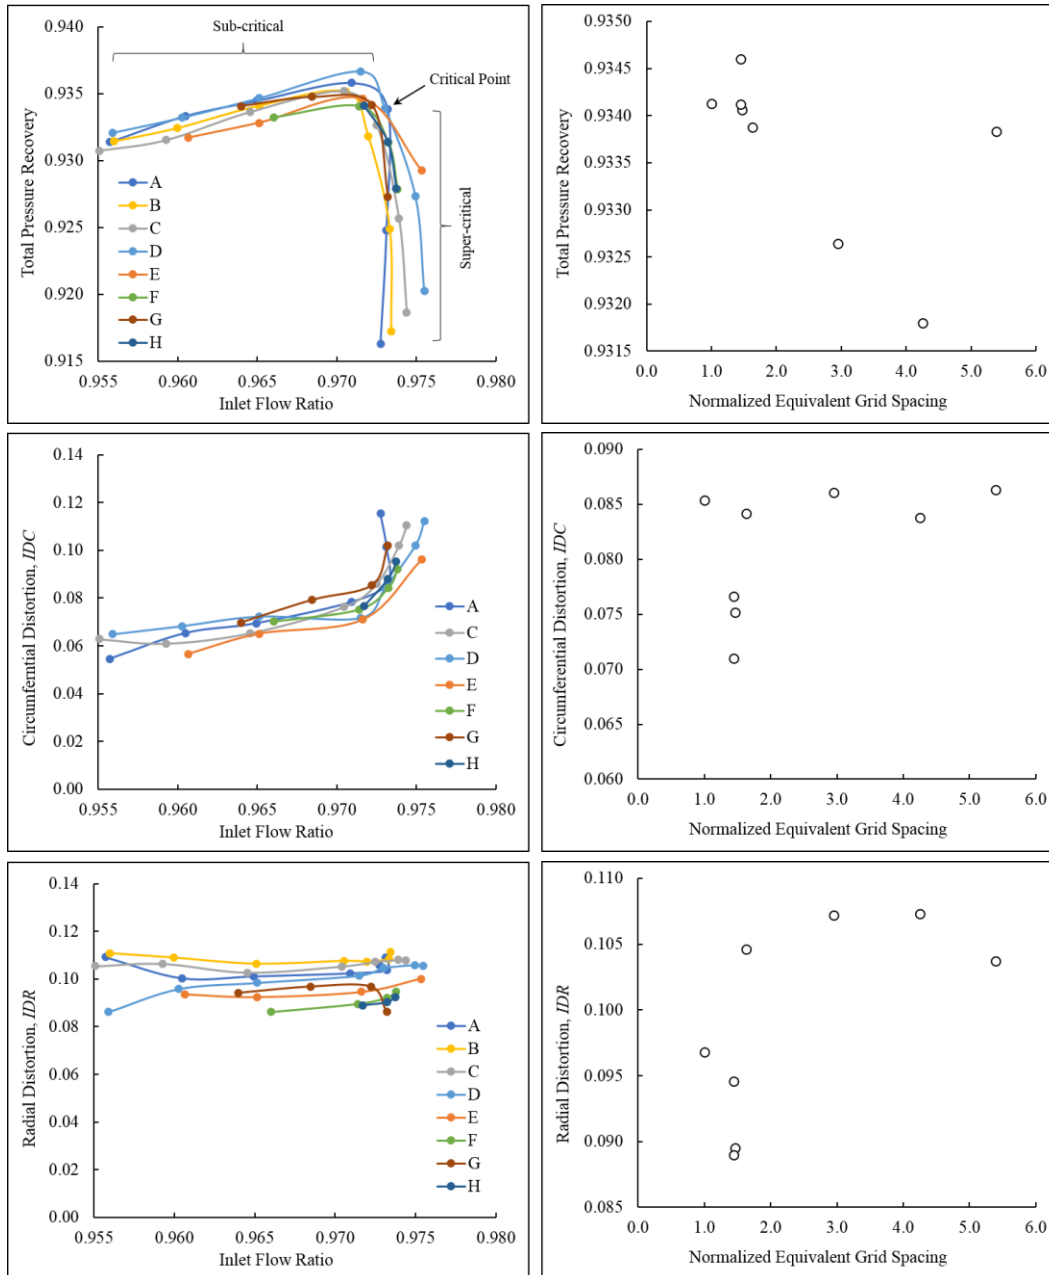 0.940
0.935
0.930
0.925
0.920
0.915
Total Pressure Recovery
Sub-critical
Critical Point
Super-critical
A
B
C
D
E
F
G
H
0.955 0.960 0.965 0.970 0.975 0.980
Inlet Flow Ratio
0.9350
0.9345
0.9340
0.9335
0.9330
0.9325
0.9320
0.9315
Total Pressure Recovery
0.0 1.0 2.0 3.0 4.0 5.0 6.0
Normalized Equivalent Grid Spacing
0.14
0.12
0.10
0.08
0.06
0.04
0.02
0.00
Circumferential Distortion, IDC
A
C
D
E
F
G
H
0.955 0.960 0.965 0.970 0.975 0.980
Inlet Flow Ratio
0.090
0.085
0.080
0.075
0.070
0.065
0.060
Circumferential Distortion, IDC
0.0 1.0 2.0 3.0 4.0 5.0 6.0
Normalized Equivalent Grid Spacing
0.14
0.12
0.10
0.08
0.06
0.04
0.02
0.00
Radial Distortion, IDR
A
B
C
D
E
F
G
H
0.955 0.960 0.965 0.970 0.975 0.980
Inlet Flow Ratio
0.110
0.105
0.100
0.095
0.090
0.085
Radial Distortion, IDR
0.0 1.0 2.0 3.0 4.0 5.0 6.0
Normalized Equivalent Grid Spacing